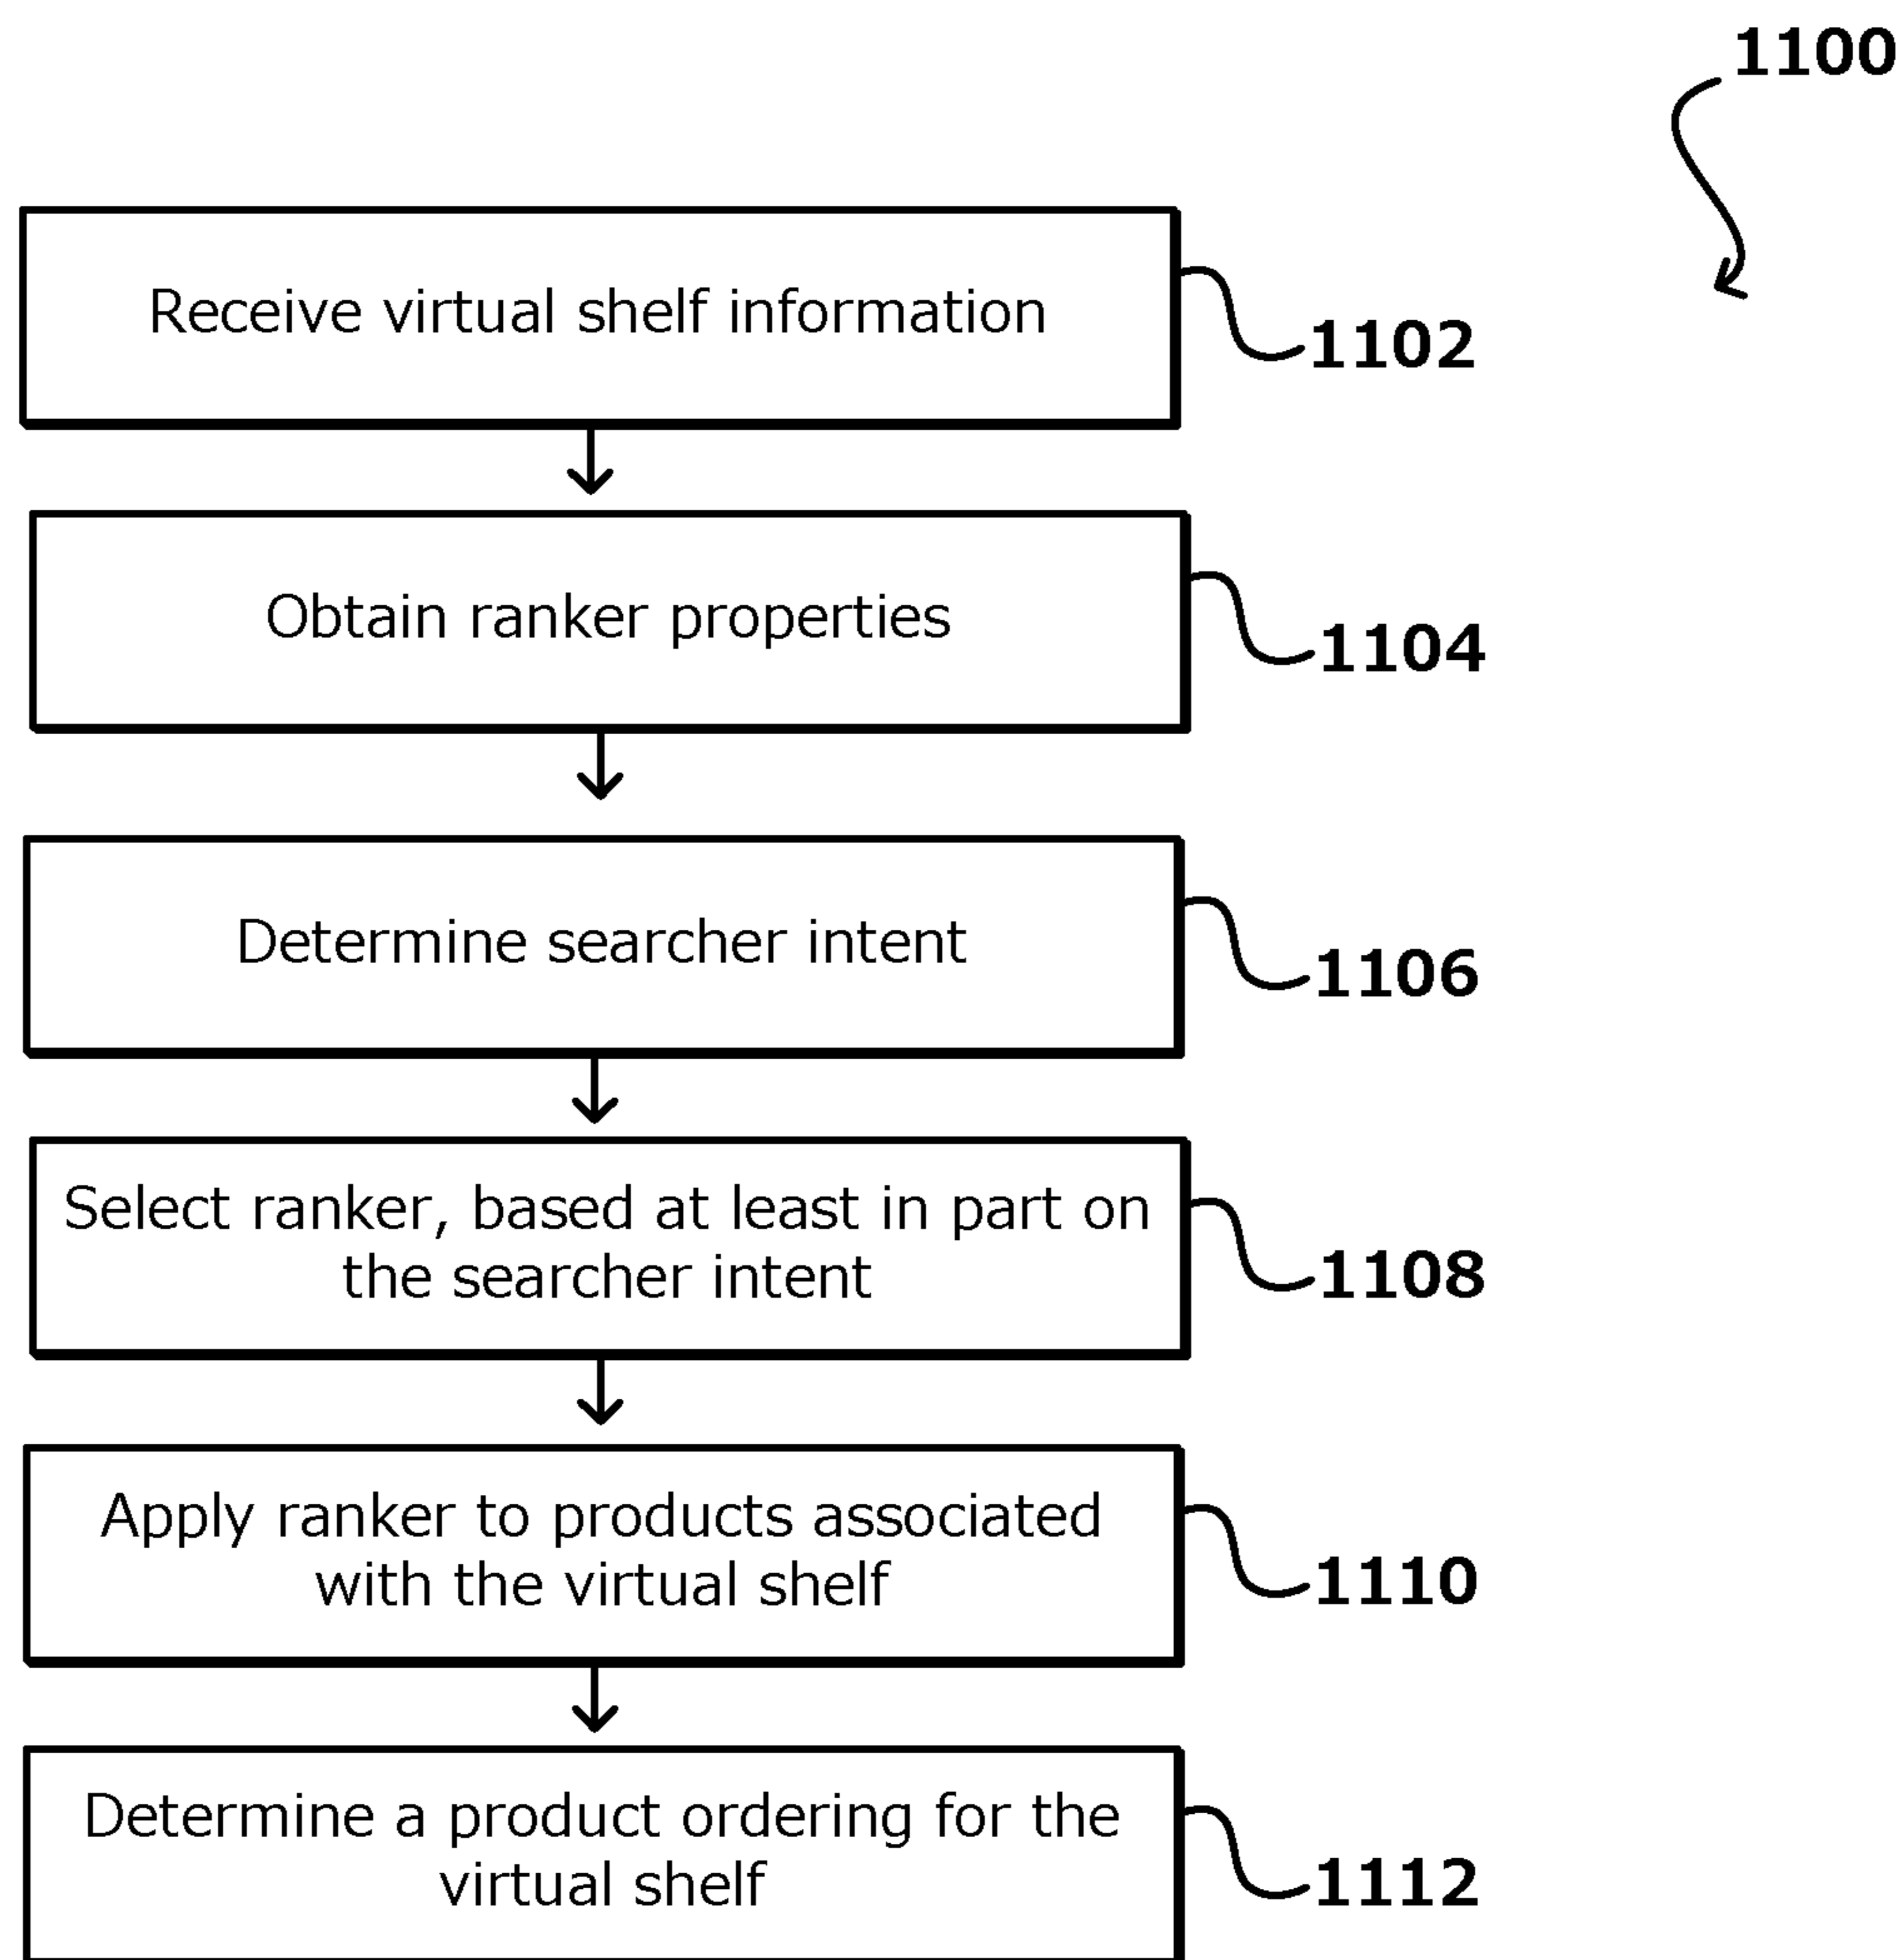 1100
Receive virtual shelf information
1102
Obtain ranker properties
1104
Determine searcher intent
1106
Select ranker, based at least in part on
the searcher intent
1108
Apply ranker to products associated
with the virtual shelf
1110
Determine a product ordering for the
virtual shelf
1112